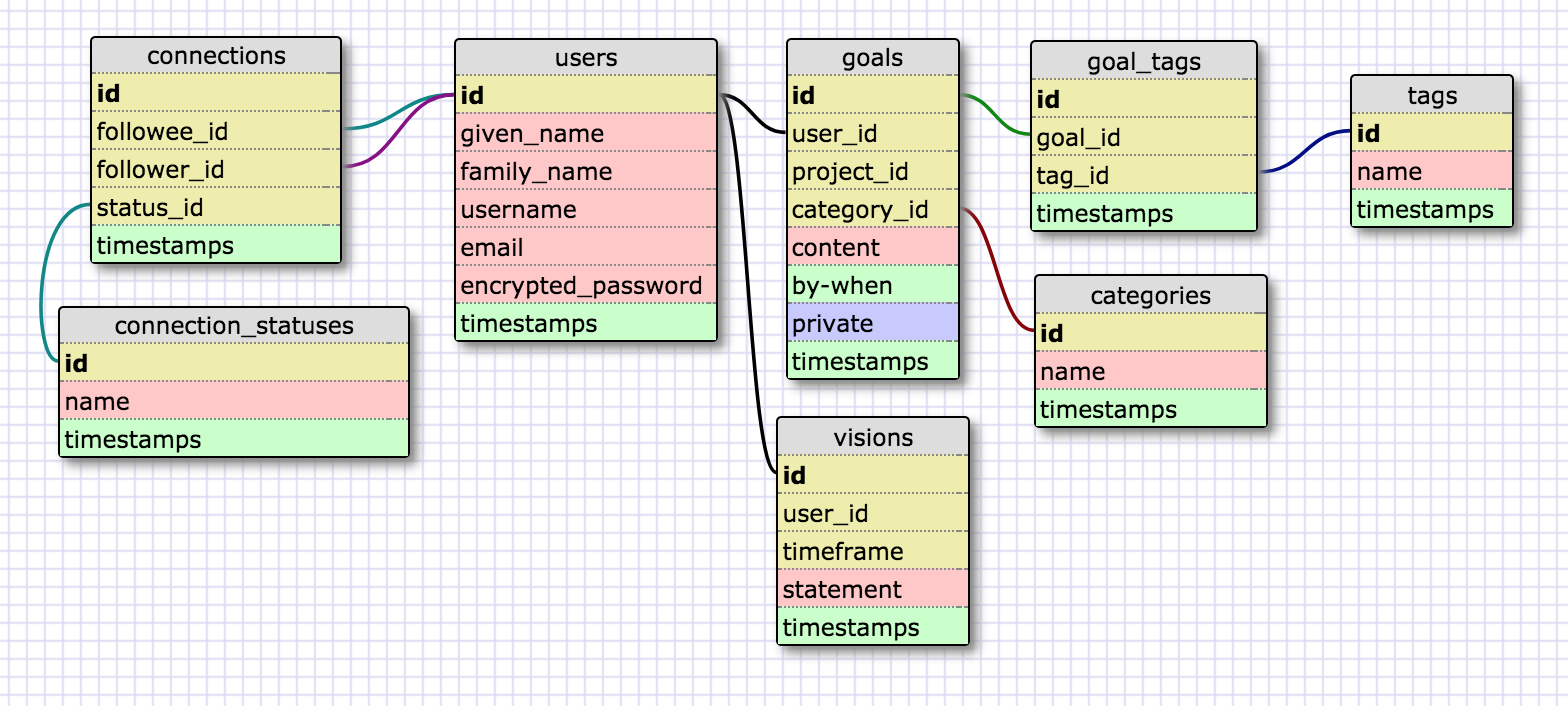 connections
id
followee_id
follower_id
status_id
timestamps
connection_statuses
id
name
timestamps
users
id
given_name
family_name
username
email
encrypted_password
timestamps
goals
id
user_id
project_id
category_id
content
by-when
private
timestamps
visions
id
user_id
timeframe
statement
timestamps
goal_tags
id
goal_id
tag_id
timestamps
categories
id
name
timestamps
tags
id
name
timestamps